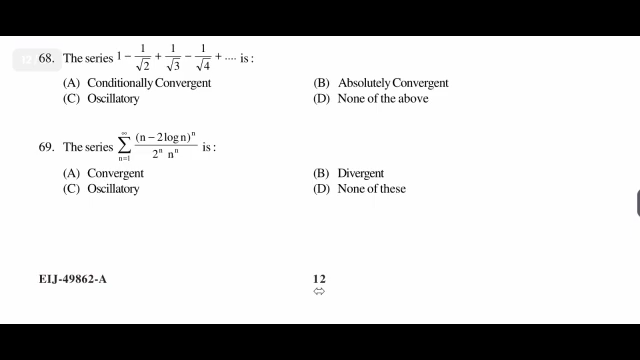 68. The series 1 − 1/√2 + 1/√3 − 1/√4 + .... is :
(A) Conditionally Convergent (B) Absolutely Convergent
(C) Oscillatory (D) None of the above
69. The series ∑_{n=1}^{∞} (n − 2 log n)^n / 2^n n^n is :
(A) Convergent (B) Divergent
(C) Oscillatory (D) None of these
EIJ-49862-A 12
⇔